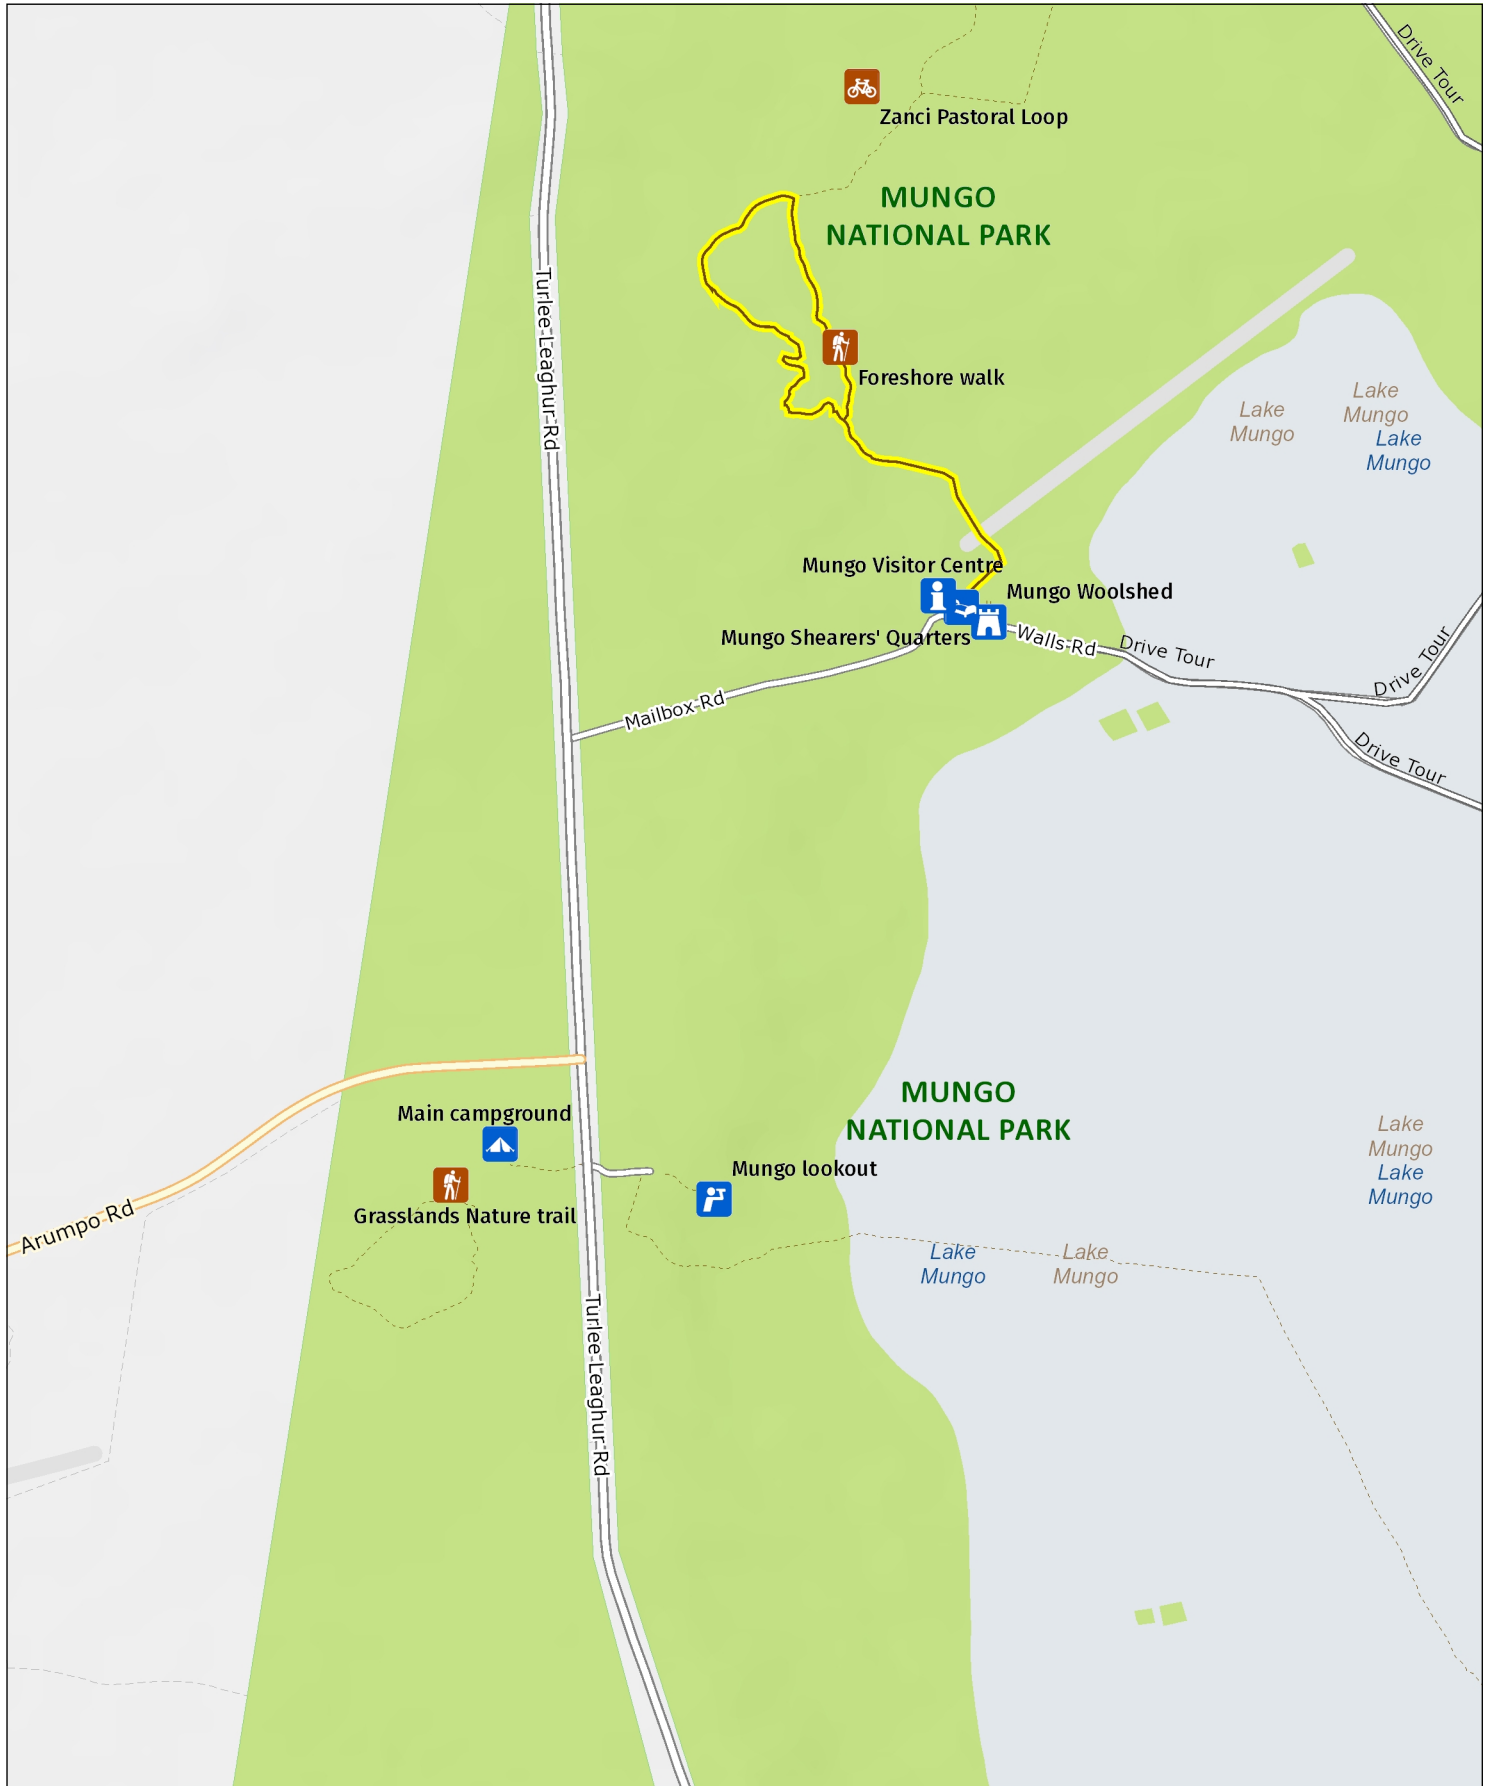 Drive Tour
Zanci Pastoral Loop
MUNGO
NATIONAL PARK
Turlee-Leaghur-Rd
Foreshore walk
Lake
Mungo
Lake
Mungo
Lake
Mungo
Mungo Visitor Centre
Mungo Woolshed
Mungo Shearers' Quarters
Walls-Rd
Drive Tour
Drive Tour
Mailbox-Rd
Drive Tour
MUNGO
NATIONAL PARK
Main campground
Mungo lookout
Lake
Mungo
Lake
Mungo
Arumpo Rd
Grasslands Nature trail
Lake
Mungo
Lake
Mungo
Turlee-Leaghur-Rd